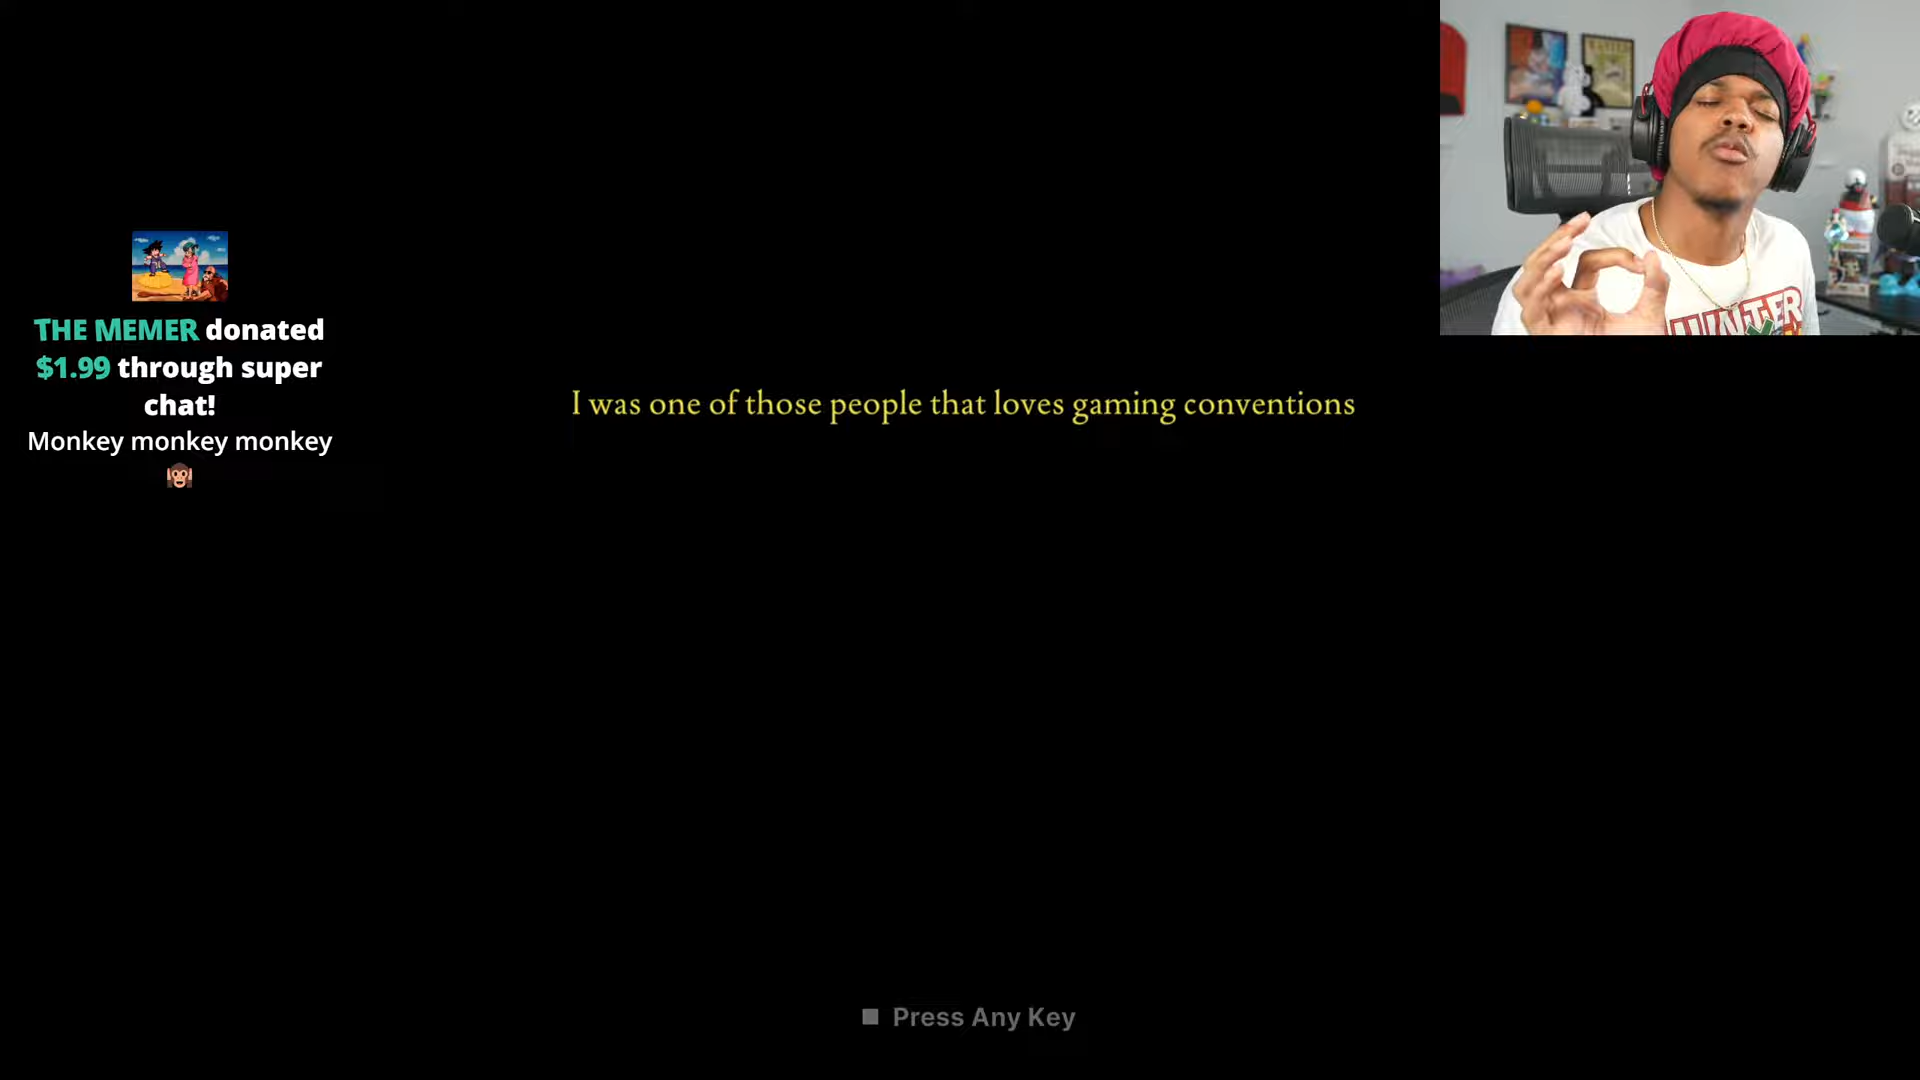 THE MEMER donated
$1.99 through super
chat!
Monkey monkey monkey
🙉
I was one of those people that loves gaming conventions
Press Any Key
HUNTER